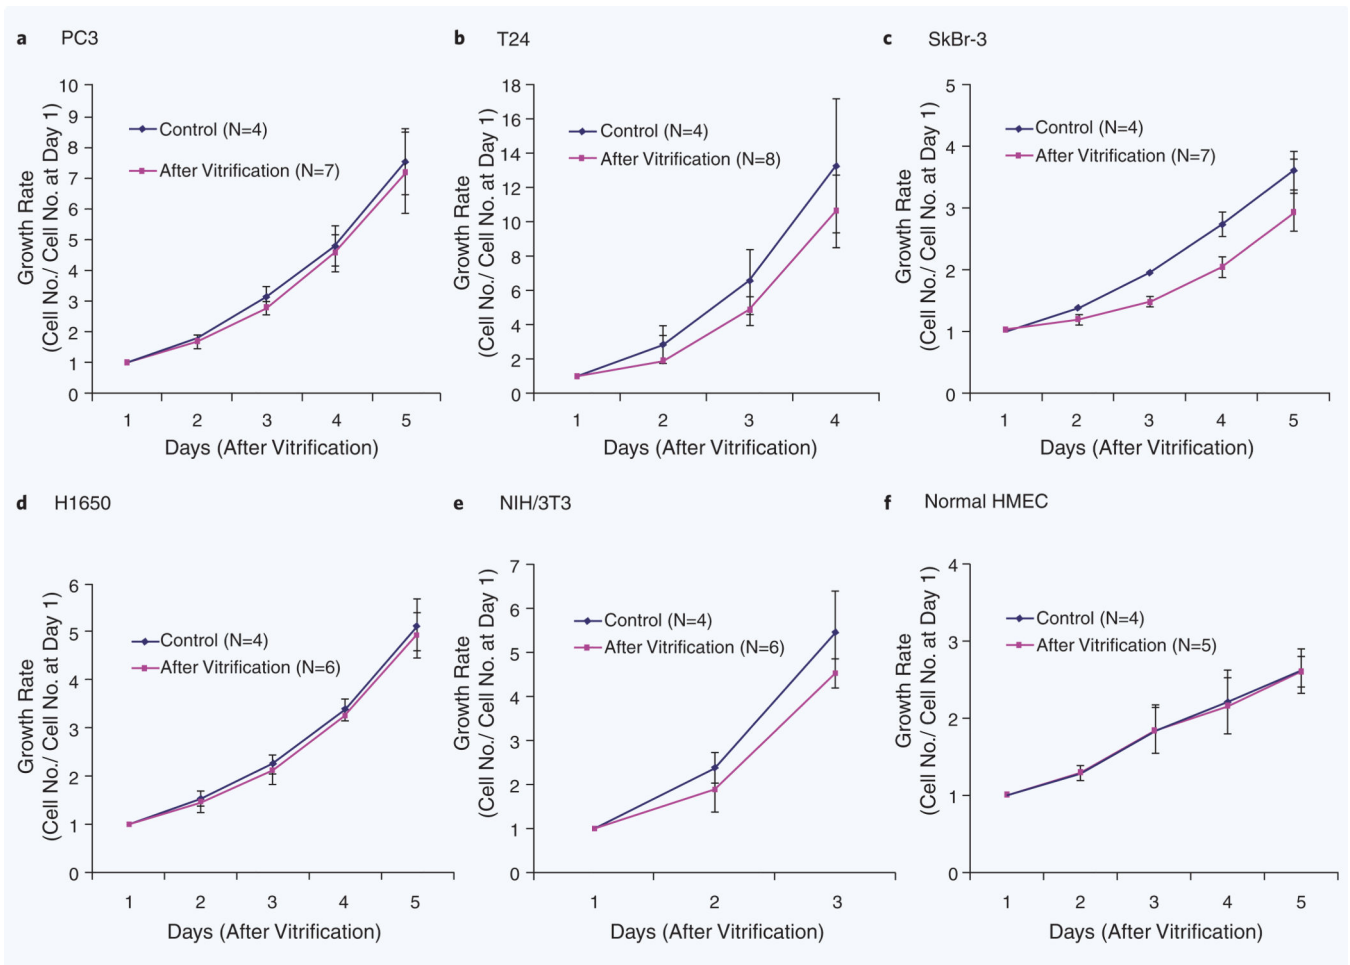 a PC3
10
9
8
7
6
5
4
3
2
1
0
Growth Rate
(Cell No./ Cell No. at Day 1)
Control (N=4)
After Vitrification (N=7)
1 2 3 4 5
Days (After Vitrification)
b T24
18
16
14
12
10
8
6
4
2
0
Growth Rate
(Cell No./ Cell No. at Day 1)
Control (N=4)
After Vitrification (N=8)
1 2 3 4
Days (After Vitrification)
c SkBr-3
5
4
3
2
1
0
Growth Rate
(Cell No./ Cell No. at Day 1)
Control (N=4)
After Vitrification (N=7)
1 2 3 4 5
Days (After Vitrification)
d H1650
6
5
4
3
2
1
0
Growth Rate
(Cell No./ Cell No. at Day 1)
Control (N=4)
After Vitrification (N=6)
1 2 3 4 5
Days (After Vitrification)
e NIH/3T3
7
6
5
4
3
2
1
0
Growth Rate
(Cell No./ Cell No. at Day 1)
Control (N=4)
After Vitrification (N=6)
1 2 3
Days (After Vitrification)
f Normal HMEC
4
3
2
1
0
Growth Rate
(Cell No./ Cell No. at Day 1)
Control (N=4)
After Vitrification (N=5)
1 2 3 4 5
Days (After Vitrification)